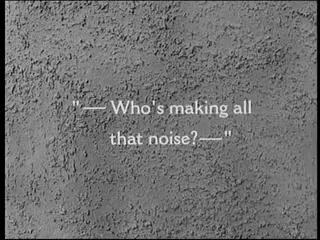 "— Who's making all
that noise?—"